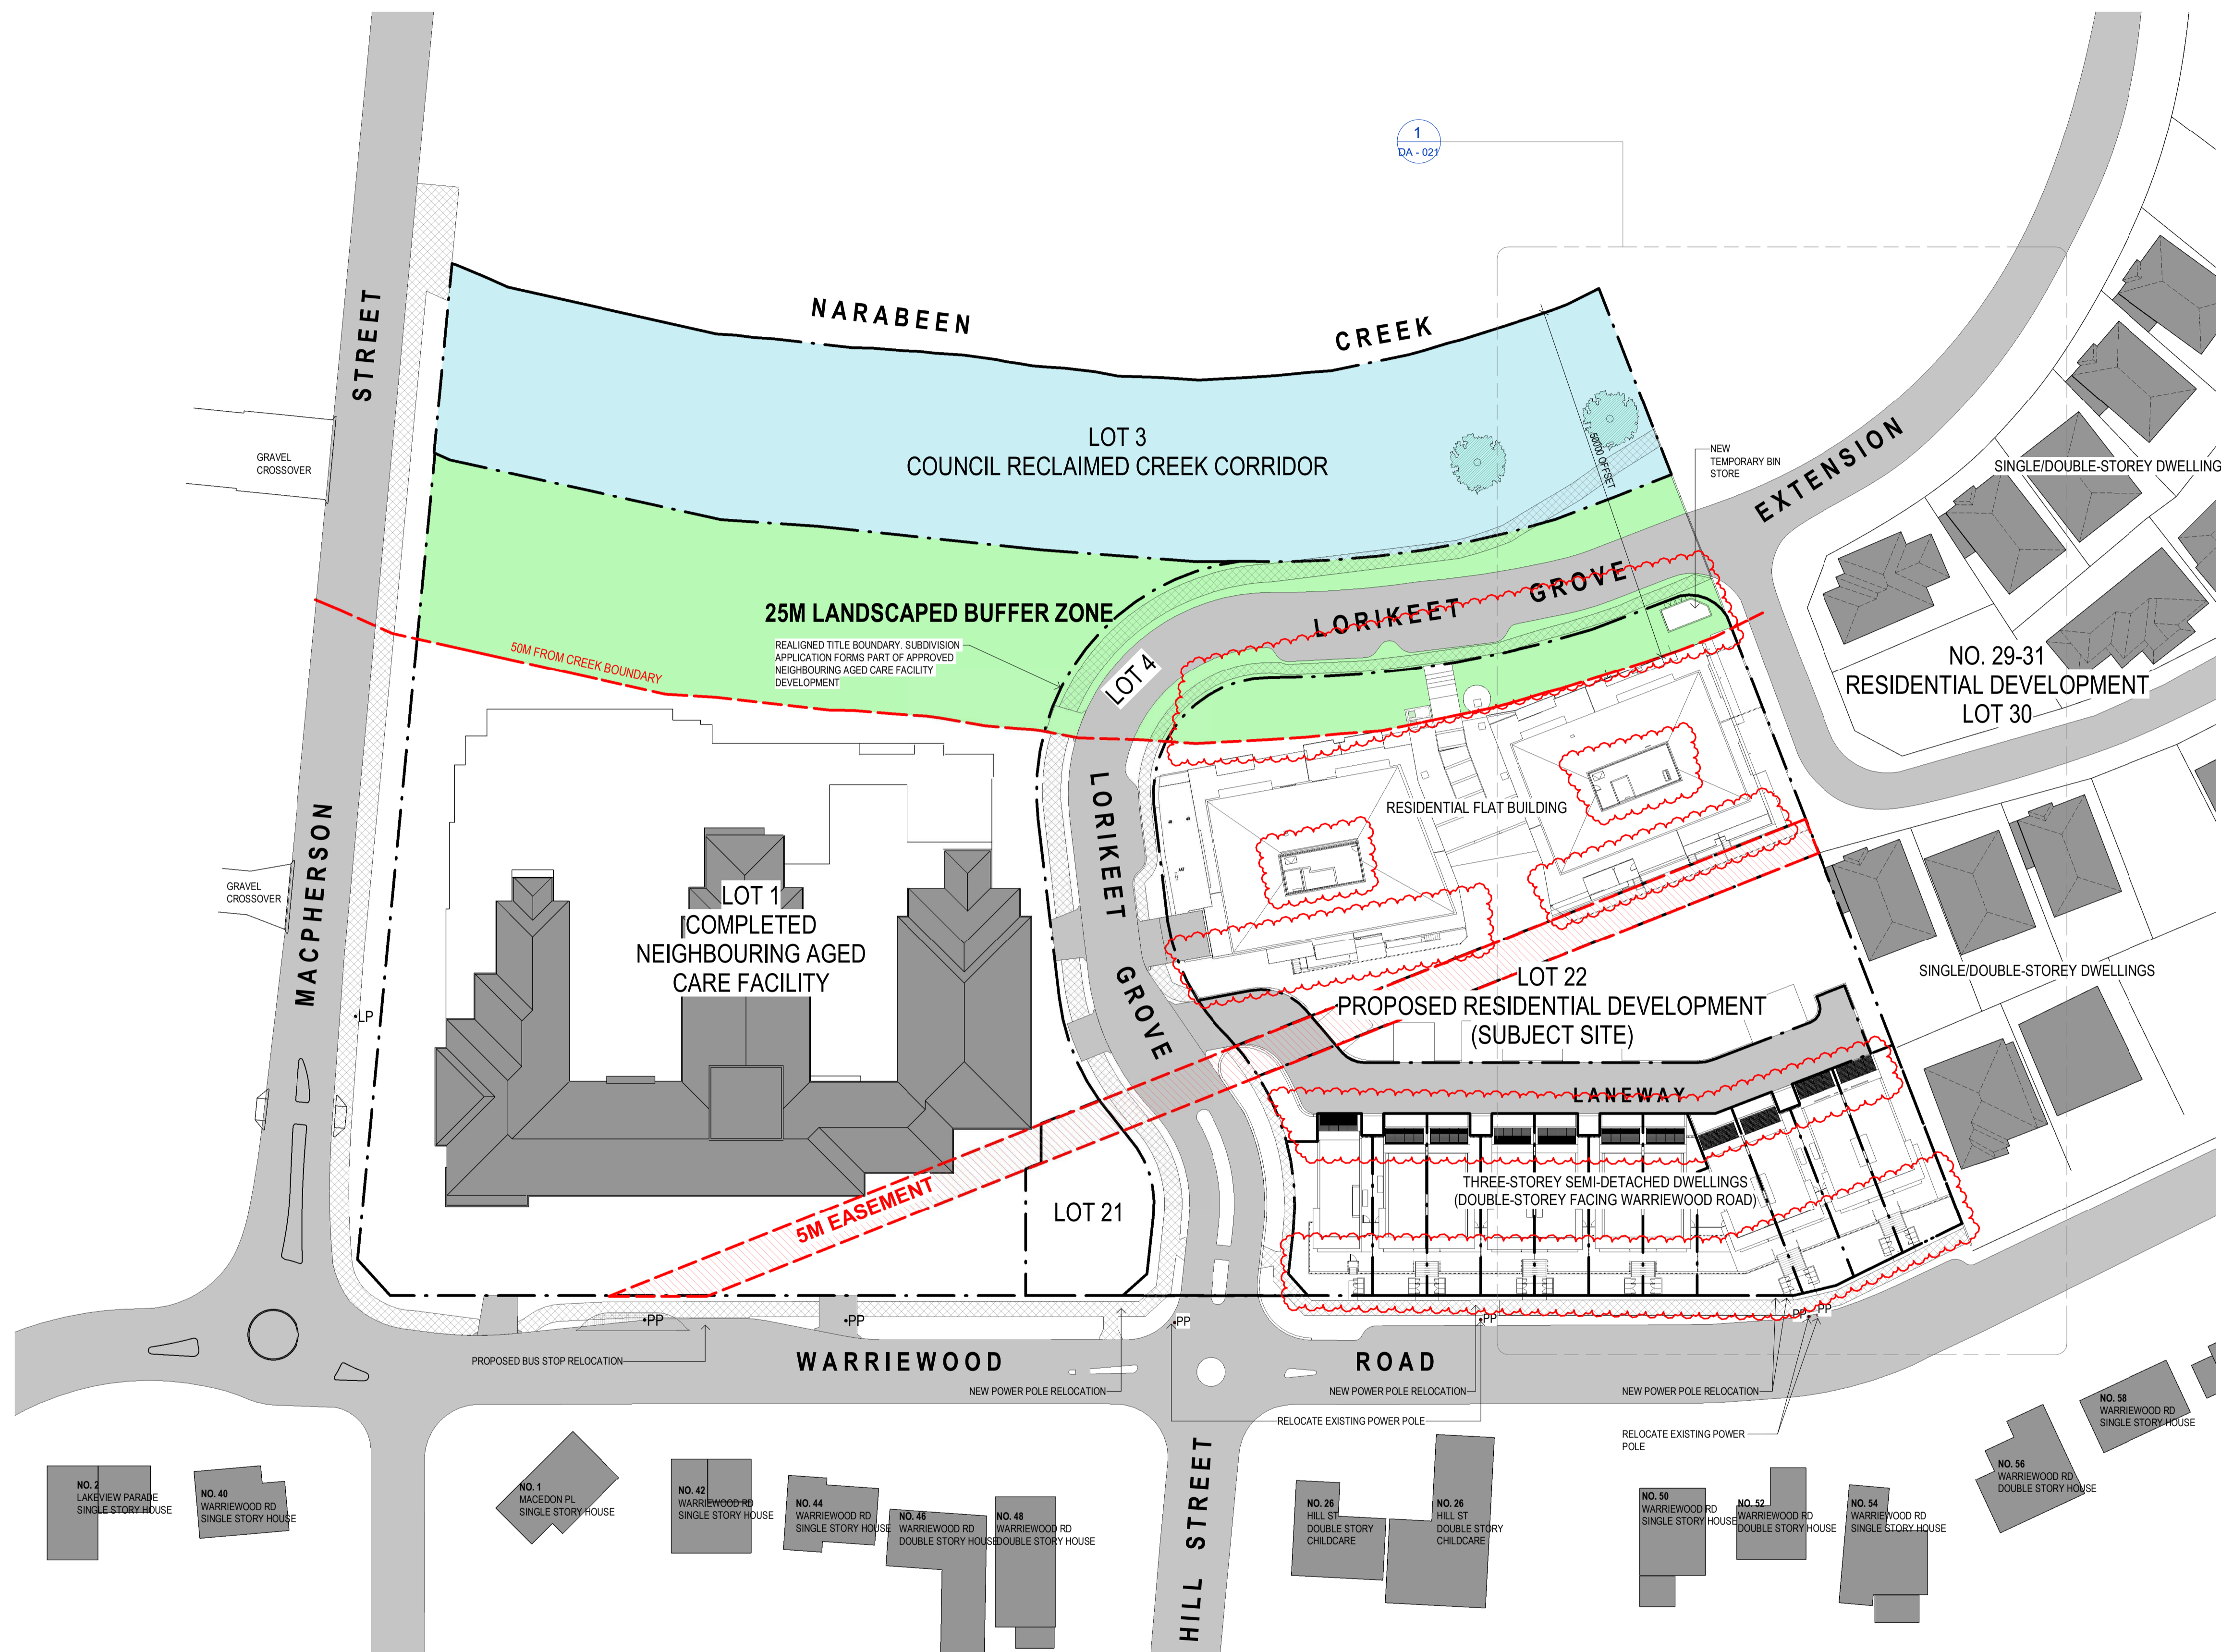 1
DA - 021
NARABEEN
CREEK
STREET
MACPHERSON
GRAVEL
CROSSOVER
LOT 3
COUNCIL RECLAIMED CREEK CORRIDOR
50000 OFFSET
NEW
TEMPORARY BIN
STORE
EXTENSION
SINGLE/DOUBLE-STOREY DWELLING
25M LANDSCAPED BUFFER ZONE
REALIGNED TITLE BOUNDARY. SUBDIVISION
APPLICATION FORMS PART OF APPROVED
NEIGHBOURING AGED CARE FACILITY
DEVELOPMENT
50M FROM CREEK BOUNDARY
LORIKEET
GROVE
LOT 4
NO. 29-31
RESIDENTIAL DEVELOPMENT
LOT 30
LORIKEET
GROVE
RESIDENTIAL FLAT BUILDING
GRAVEL
CROSSOVER
LOT 1
COMPLETED
NEIGHBOURING AGED
CARE FACILITY
LP
LOT 22
PROPOSED RESIDENTIAL DEVELOPMENT
(SUBJECT SITE)
SINGLE/DOUBLE-STOREY DWELLINGS
LANEWAY
THREE-STOREY SEMI-DETACHED DWELLINGS
(DOUBLE-STOREY FACING WARRIEWOOD ROAD)
5M EASEMENT
LOT 21
PP
PP
PP
PP
PP
PP
PROPOSED BUS STOP RELOCATION
WARRIEWOOD
ROAD
NEW POWER POLE RELOCATION
NEW POWER POLE RELOCATION
NEW POWER POLE RELOCATION
RELOCATE EXISTING POWER POLE
RELOCATE EXISTING POWER
POLE
HILL STREET
NO. 2
LAKEVIEW PARADE
SINGLE STORY HOUSE
NO. 40
WARRIEWOOD RD
SINGLE STORY HOUSE
NO. 1
MACEDON PL
SINGLE STORY HOUSE
NO. 42
WARRIEWOOD RD
SINGLE STORY HOUSE
NO. 44
WARRIEWOOD RD
SINGLE STORY HOUSE
NO. 46
WARRIEWOOD RD
DOUBLE STORY HOUSE
NO. 48
WARRIEWOOD RD
DOUBLE STORY HOUSE
NO. 26
HILL ST
DOUBLE STORY
CHILDCARE
NO. 26
HILL ST
DOUBLE STORY
CHILDCARE
NO. 50
WARRIEWOOD RD
SINGLE STORY HOUSE
NO. 52
WARRIEWOOD RD
DOUBLE STORY HOUSE
NO. 54
WARRIEWOOD RD
SINGLE STORY HOUSE
NO. 56
WARRIEWOOD RD
DOUBLE STORY HOUSE
NO. 58
WARRIEWOOD RD
SINGLE STORY HOUSE